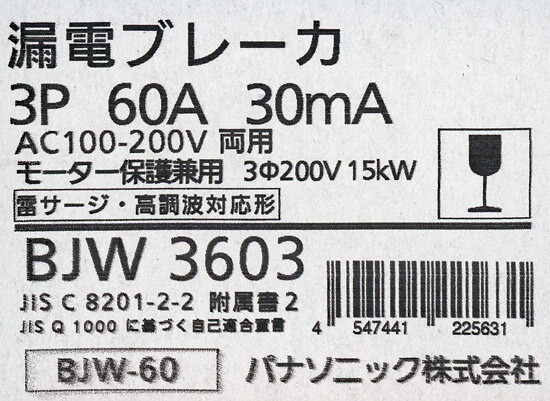 漏電ブレーカ
3P 60A 30mA
AC100-200V 両用
モーター保護兼用 3Φ200V 15kW
雷サージ・高調波対応形
BJW 3603
JIS C 8201-2-2 附属書2
JIS Q 1000 に基づく自己適合宣言
4 547441 225631
BJW-60 パナソニック株式会社